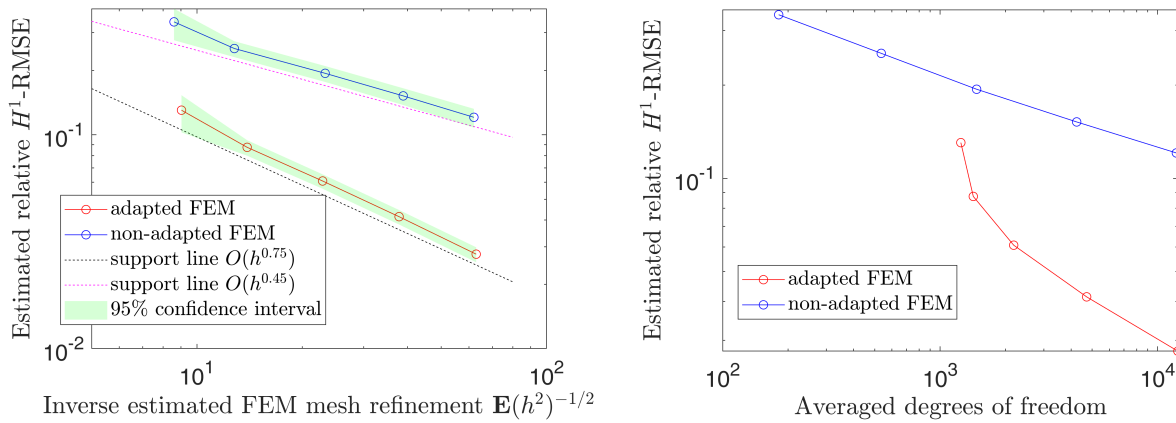 Estimated relative $H^1$-RMSE
10^{-1}
10^{-2}
adapted FEM
non-adapted FEM
support line $O(h^{0.75})$
support line $O(h^{0.45})$
95% confidence interval
10^1
10^2
Inverse estimated FEM mesh refinement $\mathbf{E}(h^2)^{-1/2}$
Estimated relative $H^1$-RMSE
10^{-1}
adapted FEM
non-adapted FEM
10^2
10^3
10^4
Averaged degrees of freedom